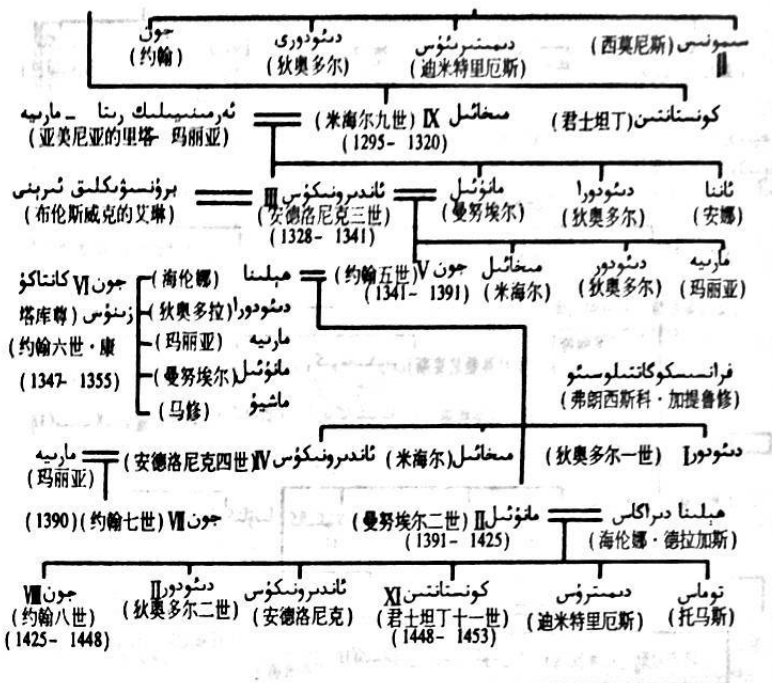 جون دىئودورى دىمىتىرىئۇس سىمونىس
(约翰) (狄奥多尔) (迪米特里厄斯) (西莫尼斯) II
ئەرمىنىيىلىك رىتا - مارىيە IX مىخائىل كونىستانتىن
(亚美尼亚的里塔- 玛丽亚) (米海尔九世) (君士坦丁)
(1295- 1320)
برۇنسۋىكلىق ئىرىنى ئاندىرونىكۇس III مانۇئىل دىئودورا ئاننا
(布伦斯威克的艾琳) (安德洛尼克三世) (曼努埃尔) (狄奥多尔) (安娜)
(1328- 1341)
جون VI كانتاكۇ (海伦娜) ھېلىنا جون V (约翰五世) مىخائىل دىئودور مارىيە
(1341- 1391) (米海尔) (狄奥多尔) (玛丽亚)
塔库尊) زىنۇس (狄奥多拉) دىئودورا
(约翰六世·康 (玛丽亚) مارىيە
(1347- 1355) (曼努埃尔) مانۇئىل
(马修) ماشىيۇ
فرانسىسكوگاتتىلوسىئو
(弗朗西斯科·加提鲁修)
مارىيە (安德洛尼克四世) ئاندىرونىكۇس IV (米海尔) مىخائىل (狄奥多尔一世) دىئودور I
(玛丽亚)
(1390) (约翰七世) جون VII (曼努埃尔二世) مانۇئىل II ھېلىنا دىراگاس
(1391- 1425) (海伦娜·德拉加斯)
جون VIII دىئودور II ئاندىرونىكۇس كونىستانتىن XI دىمىترۇس توماس
(约翰八世) (狄奥多尔二世) (安德洛尼克) (君士坦丁十一世) (迪米特里厄斯) (托马斯)
(1425- 1448) (1448- 1453)